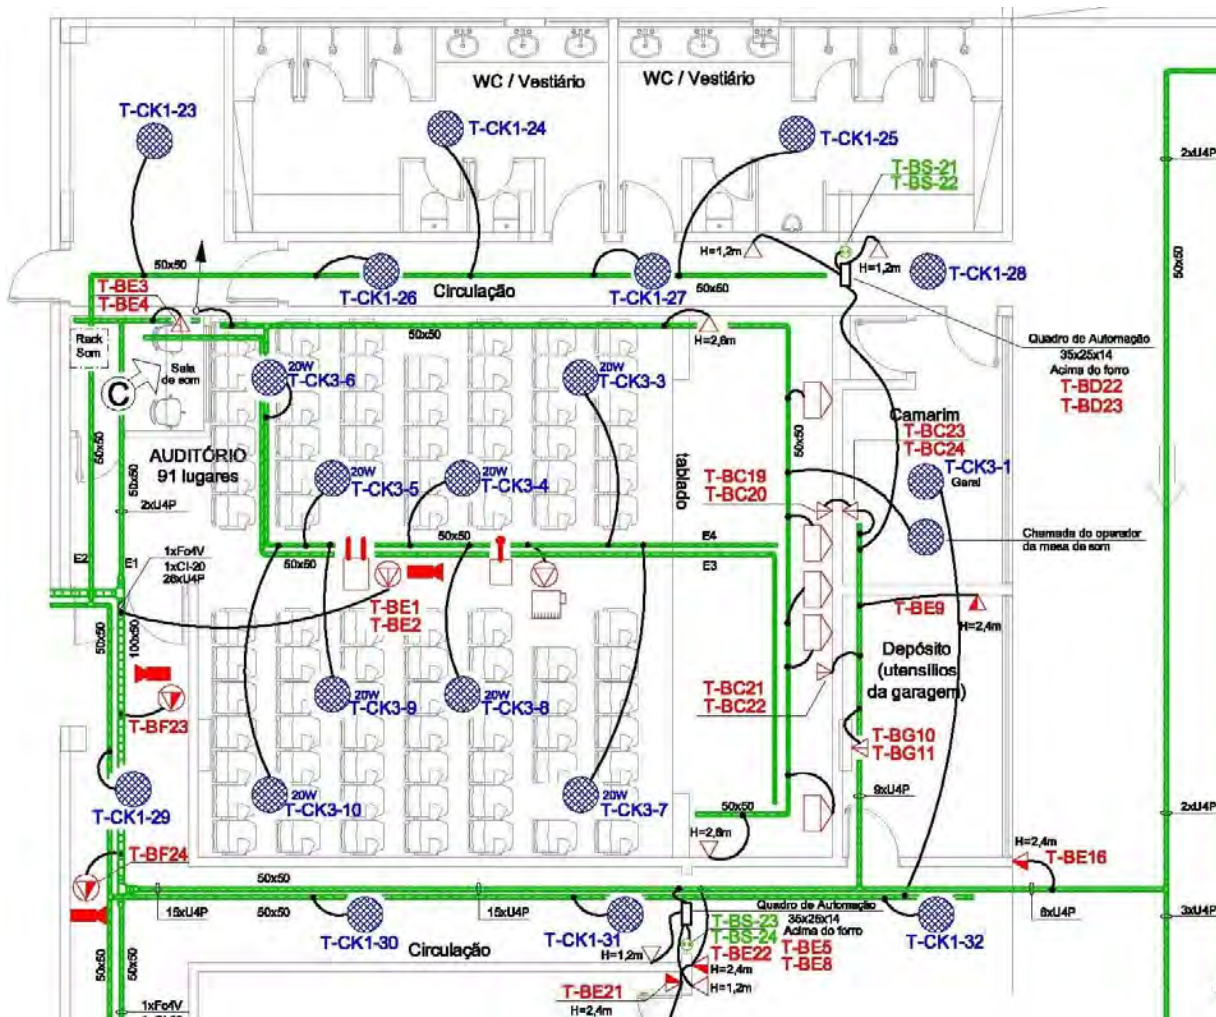 WC / Vestiário
WC / Vestiário
T-CK1-23
T-CK1-24
T-CK1-25
T-BS-21
T-BS-22
2xU4P
H=1,2m
H=1,2m
50x50
T-CK1-26
Circulação
T-CK1-27
50x50
T-CK1-28
50x50
T-BE3
T-BE4
50x50
H=2,6m
Rack
Som
Sala
de som
C
Quadro de Automação
35x25x14
Acima do forro
T-BD22
T-BD23
20W
T-CK3-6
20W
T-CK3-3
50x50
Camarim
T-BC23
T-BC24
T-CK3-1
Geral
AUDITÓRIO
91 lugares
50x50
50x50
20W
T-CK3-5
20W
T-CK3-4
tablado
T-BC19
T-BC20
2xU4P
Chamada do operador
da mesa de som
E2
E1
1xFo4V
1xCI-20
26xU4P
50x50
50x50
E4
E3
T-BE1
T-BE2
T-BE9
H=2,4m
50x50
100x50
Depósito
(utensílios
da garagem)
T-BF23
20W
T-CK3-9
20W
T-CK3-8
T-BC21
T-BC22
T-BG10
T-BG11
T-CK1-29
20W
T-CK3-10
20W
T-CK3-7
50x50
9xU4P
2xU4P
H=2,6m
H=2,4m
T-BE16
T-BF24
50x50
15xU4P
50x50
15xU4P
6xU4P
3xU4P
T-CK1-30
Circulação
T-CK1-31
Quadro de Automação
35x25x14
Acima do forro
T-BS-23
T-BS-24
T-BE22
T-BE5
T-BE8
T-CK1-32
H=1,2m
H=2,4m
H=1,2m
T-BE21
H=2,4m
50x50
50x50
1xFo4V